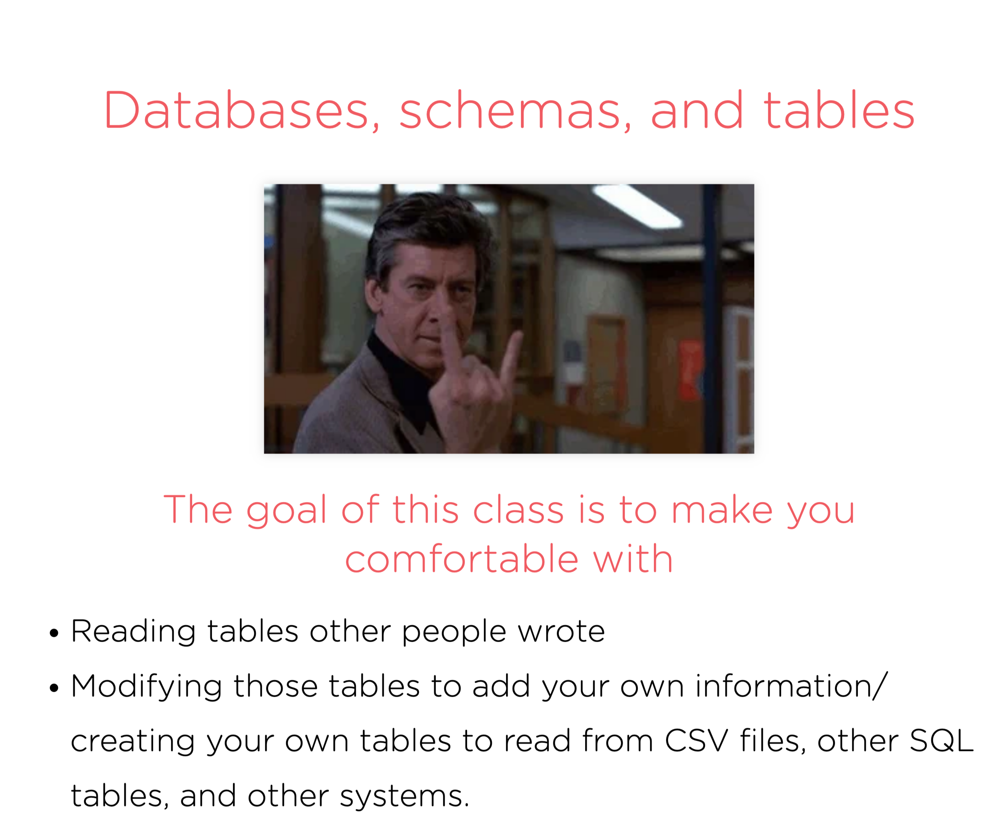 Databases, schemas, and tables
The goal of this class is to make you
comfortable with
• Reading tables other people wrote
• Modifying those tables to add your own information/
creating your own tables to read from CSV files, other SQL
tables, and other systems.